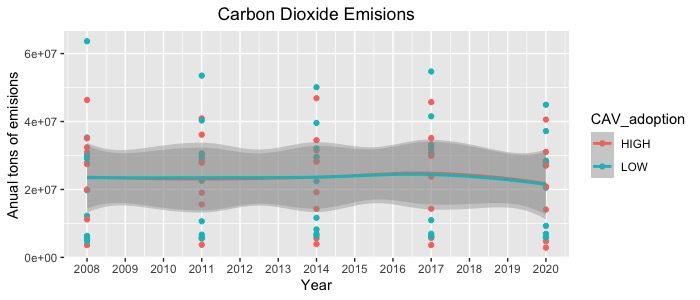 Carbon Dioxide Emisions
Anual tons of emisions
6e+07
4e+07
2e+07
0e+00
2008 2009 2010 2011 2012 2013 2014 2015 2016 2017 2018 2019 2020
Year
CAV_adoption
HIGH
LOW